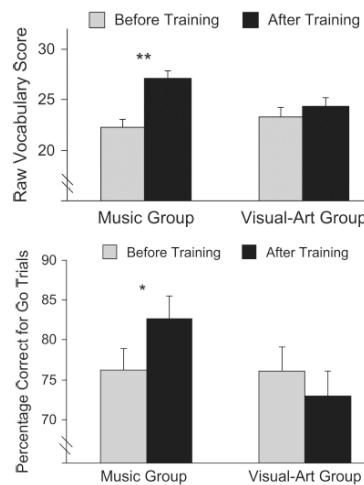 Before Training After Training
Raw Vocabulary Score
30
25
20
**
Music Group Visual-Art Group
Before Training After Training
Percentage Correct for Go Trials
90
85
80
75
70
*
Music Group Visual-Art Group